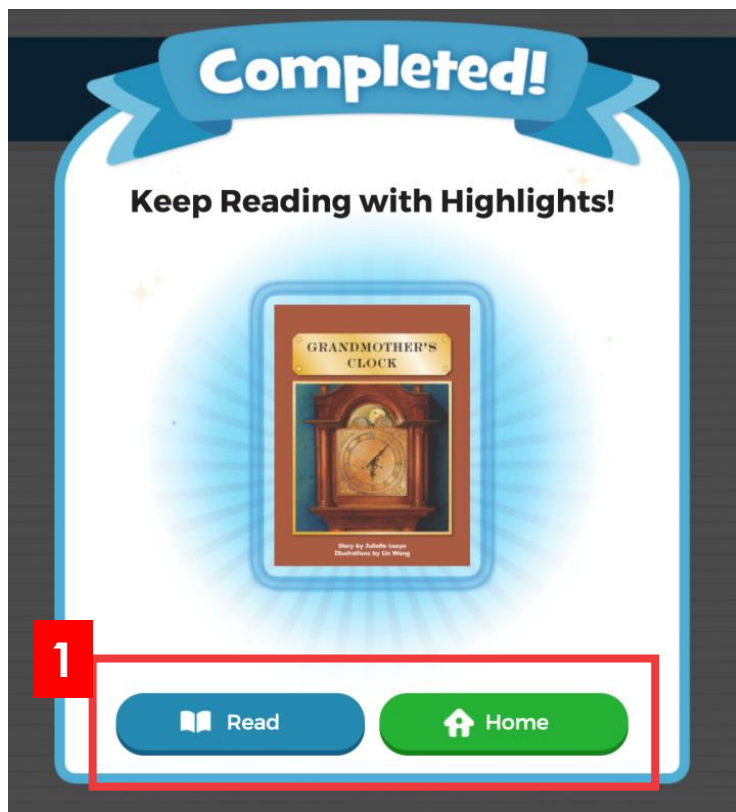 Completed!
Keep Reading with Highlights!
GRANDMOTHER'S
CLOCK
Story by Juliette Looye
Illustrations by Lin Wang
1
Read
Home